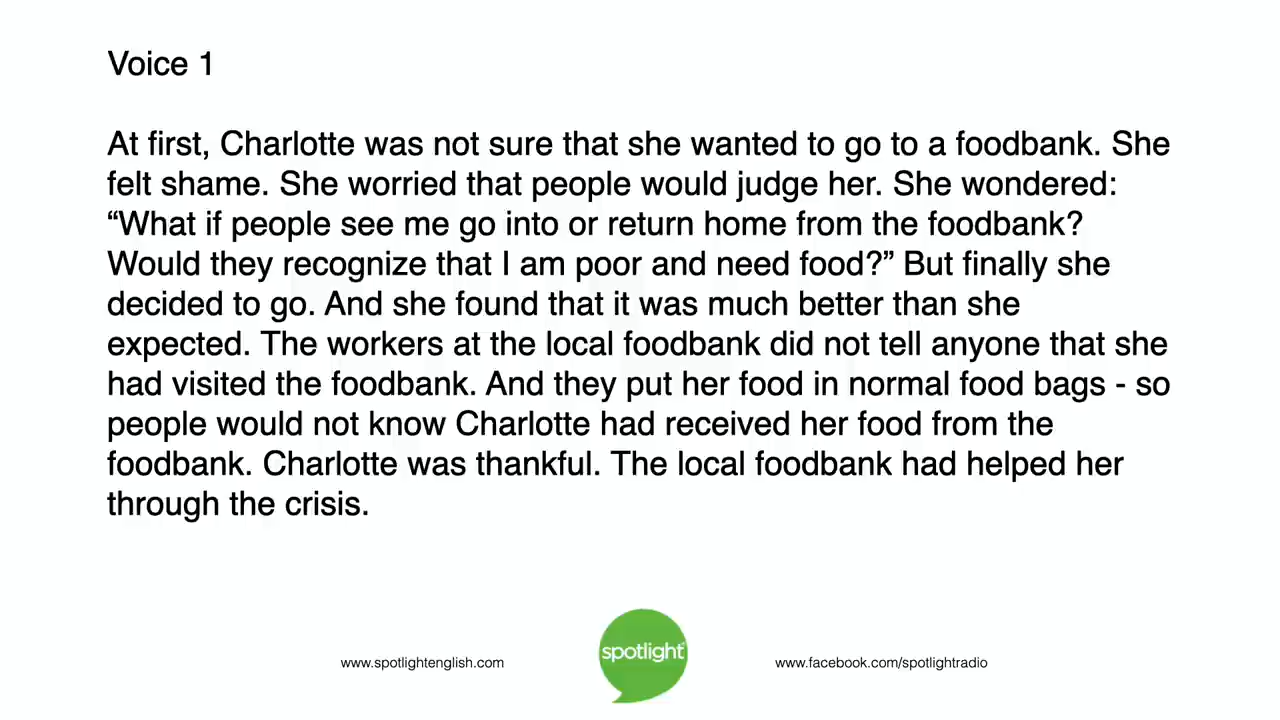 Voice 1
At first, Charlotte was not sure that she wanted to go to a foodbank. She
felt shame. She worried that people would judge her. She wondered:
“What if people see me go into or return home from the foodbank?
Would they recognize that I am poor and need food?” But finally she
decided to go. And she found that it was much better than she
expected. The workers at the local foodbank did not tell anyone that she
had visited the foodbank. And they put her food in normal food bags - so
people would not know Charlotte had received her food from the
foodbank. Charlotte was thankful. The local foodbank had helped her
through the crisis.
www.spotlightenglish.com
spotlight
www.facebook.com/spotlightradio